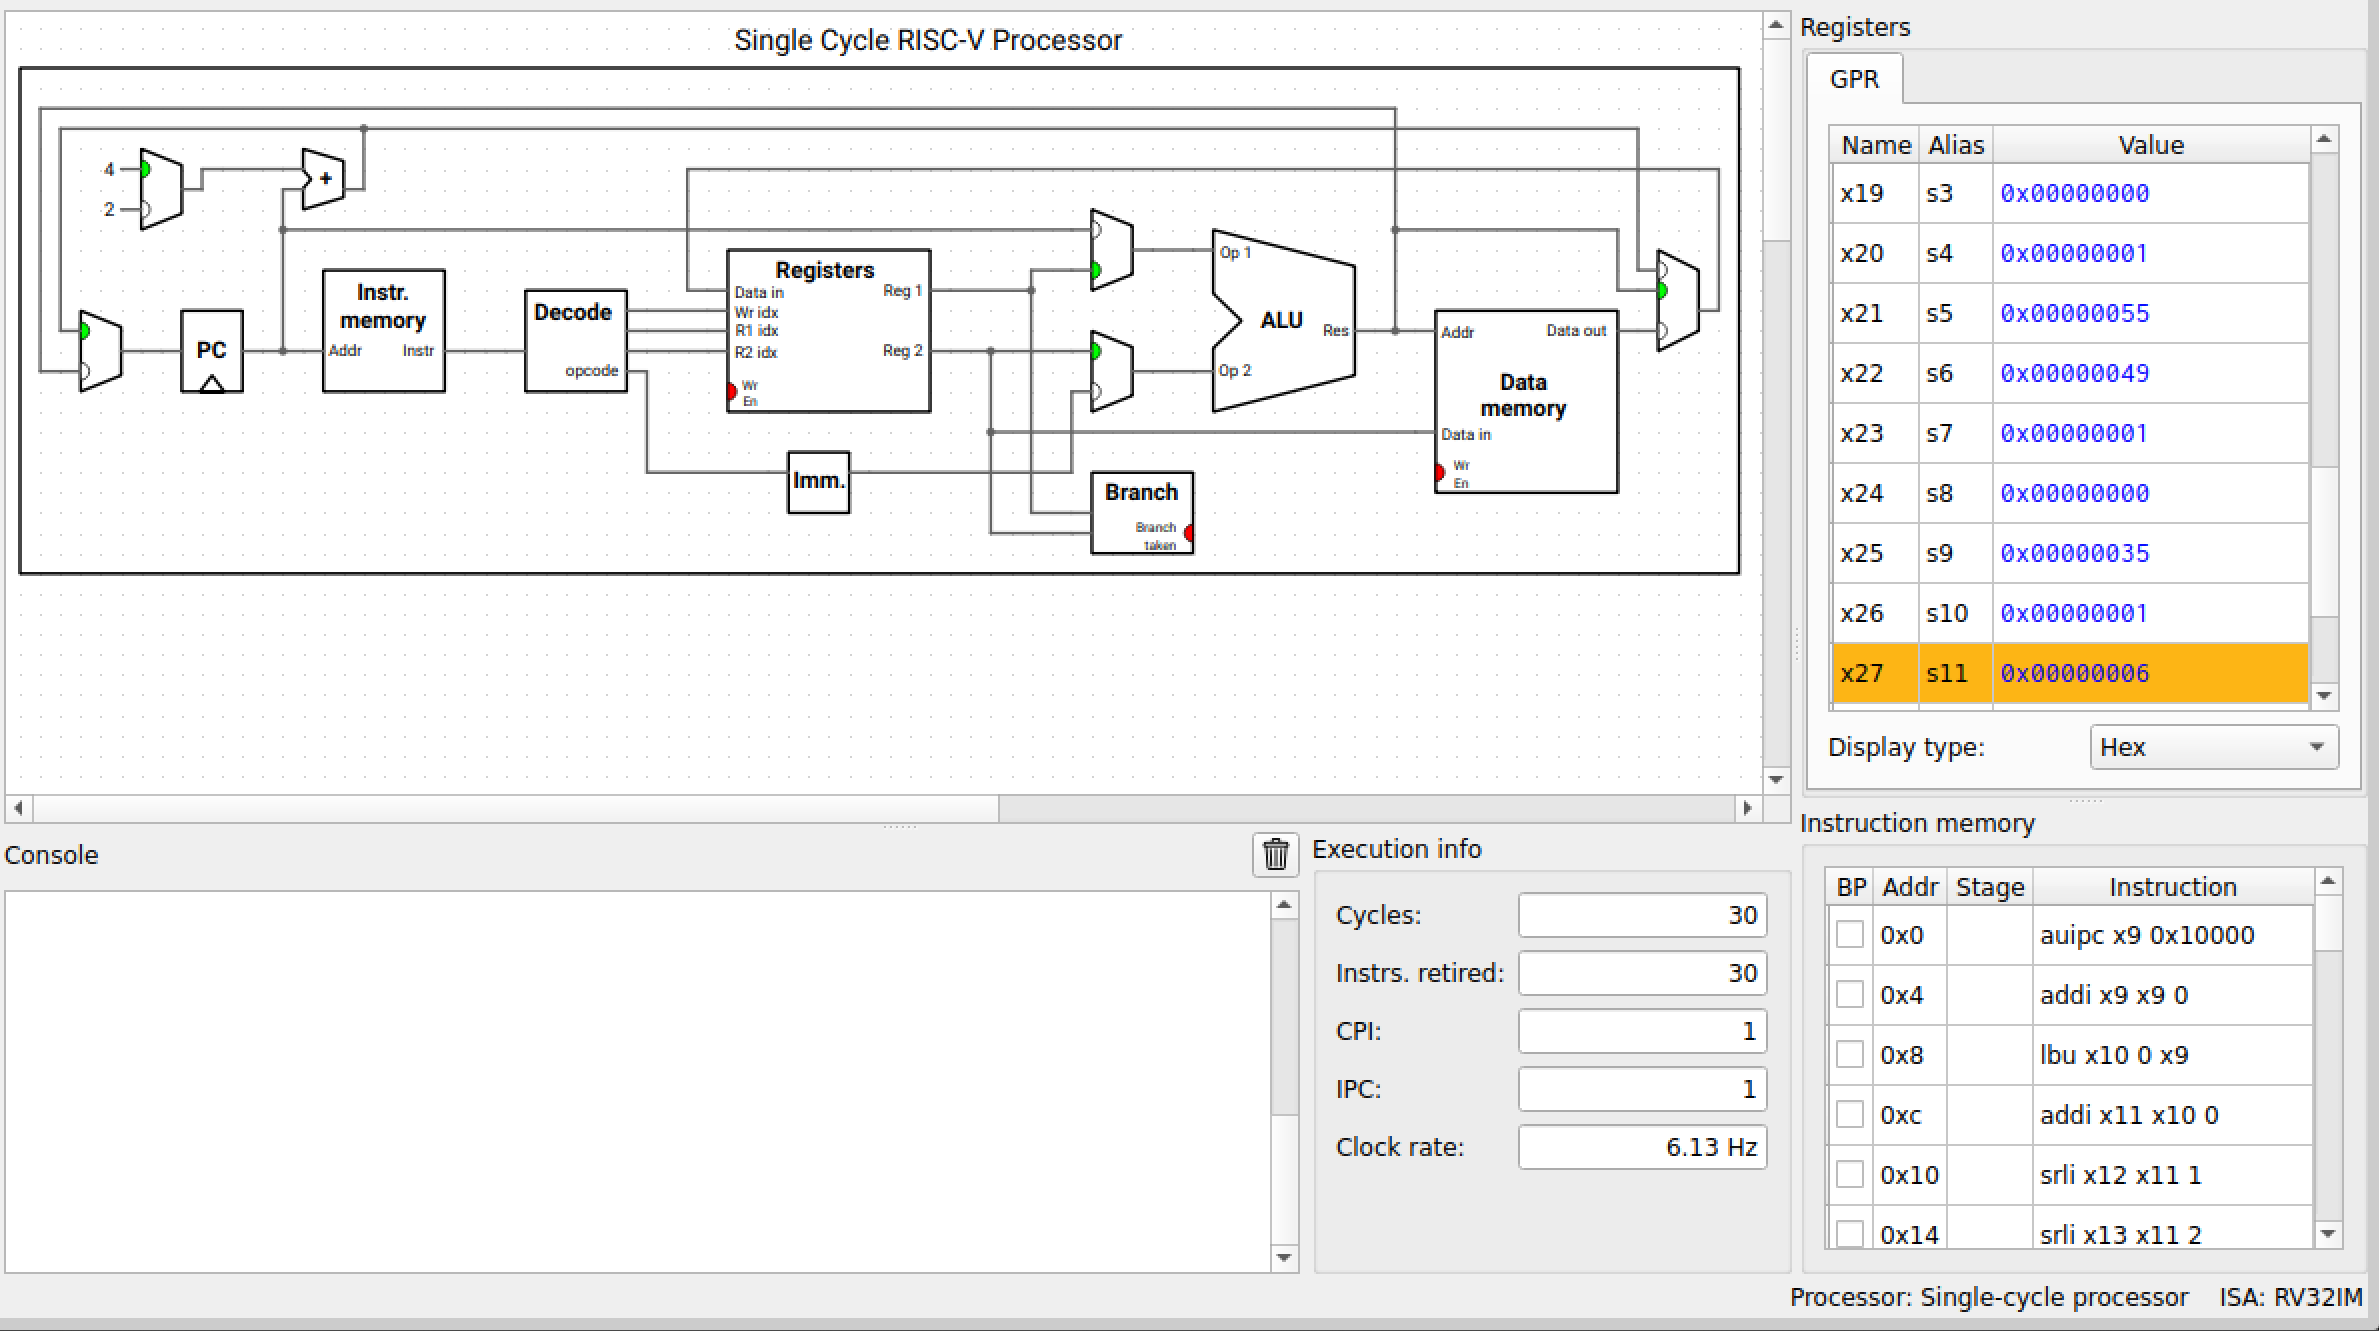 Single Cycle RISC-V Processor
4
2
+
PC
Instr.
memory
Addr Instr
Decode
opcode
Registers
Data in
Wr idx
R1 idx
R2 idx
Reg 1
Reg 2
Wr
En
Imm.
Op 1
ALU
Res
Op 2
Branch
Branch
taken
Addr Data out
Data
memory
Data in
Wr
En
Registers
GPR
Name Alias Value
x19 s3 0x00000000
x20 s4 0x00000001
x21 s5 0x00000055
x22 s6 0x00000049
x23 s7 0x00000001
x24 s8 0x00000000
x25 s9 0x00000035
x26 s10 0x00000001
x27 s11 0x00000006
Display type: Hex
Console
Execution info
Cycles: 30
Instrs. retired: 30
CPI: 1
IPC: 1
Clock rate: 6.13 Hz
Instruction memory
BP Addr Stage Instruction
0x0 auipc x9 0x10000
0x4 addi x9 x9 0
0x8 lbu x10 0 x9
0xc addi x11 x10 0
0x10 srli x12 x11 1
0x14 srli x13 x11 2
Processor: Single-cycle processor ISA: RV32IM